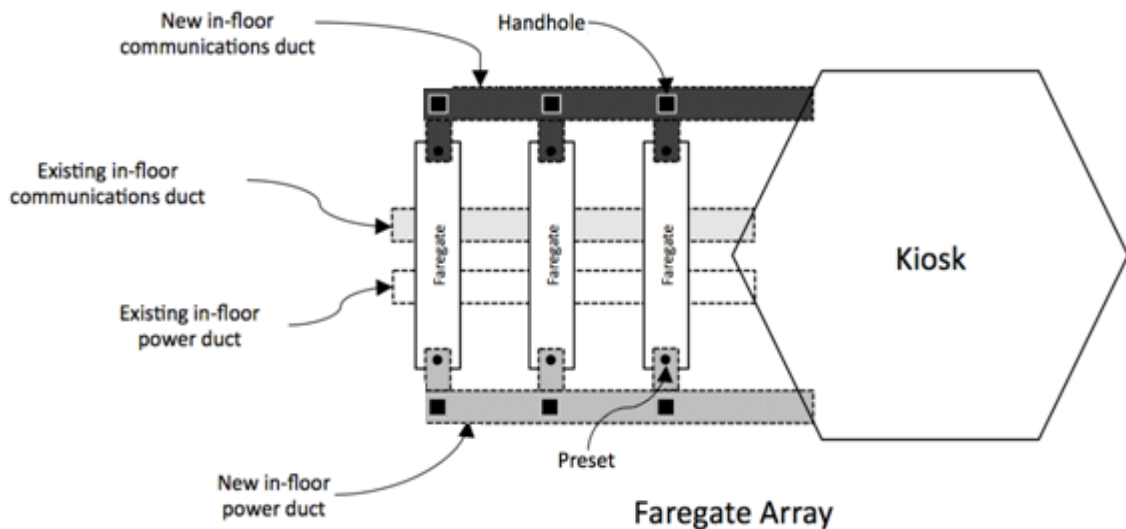 New in-floor
communications duct
Handhole
Existing in-floor
communications duct
Faregate
Faregate
Faregate
Kiosk
Existing in-floor
power duct
Preset
New in-floor
power duct
Faregate Array